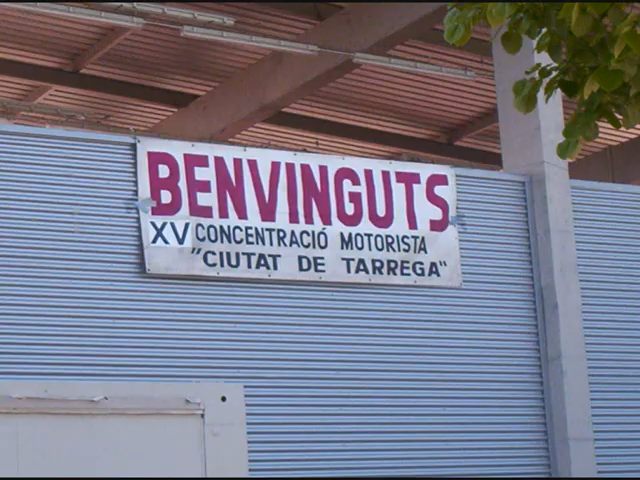 BENVINGUTS
XV CONCENTRACIÓ MOTORISTA
"CIUTAT DE TARREGA"